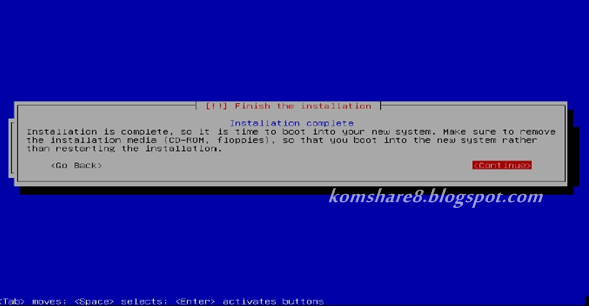 [!!] Finish the installation
Installation complete
Installation is complete, so it is time to boot into your new system. Make sure to remove
the installation media (CD-ROM, floppies), so that you boot into the new system rather
than restarting the installation.
<Go Back> <Continue>
komshare8.blogspot.com
<Tab> moves; <Space> selects; <Enter> activates buttons